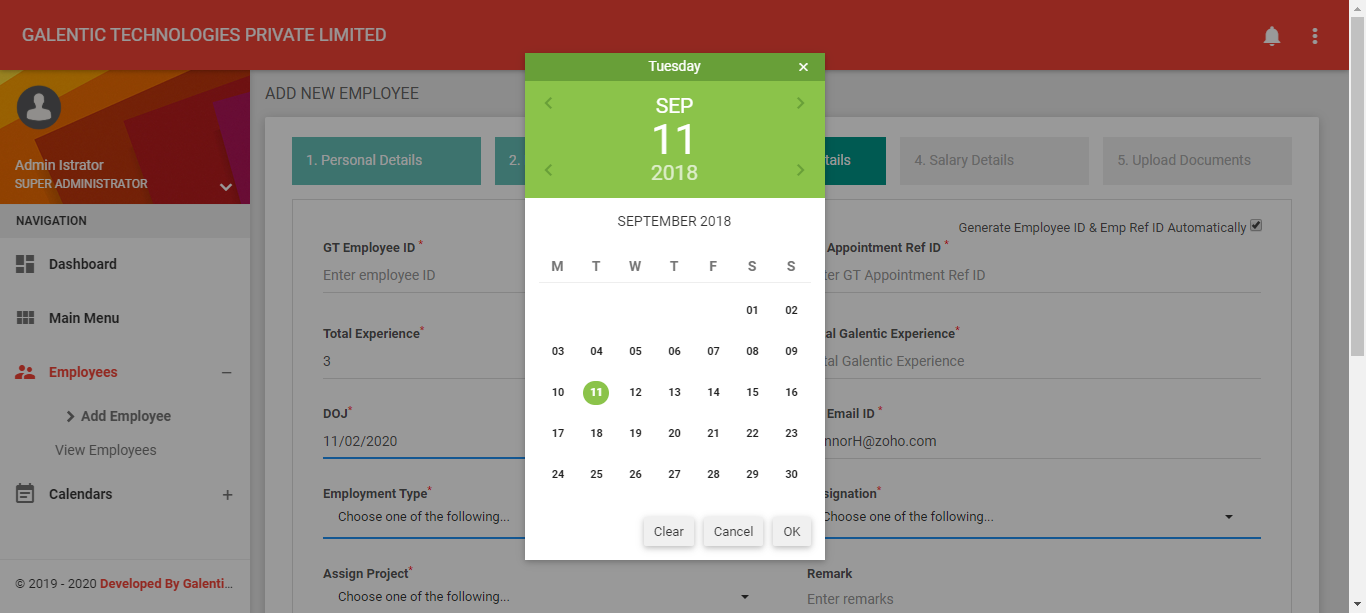 GALENTIC TECHNOLOGIES PRIVATE LIMITED
Admin Istrator
SUPER ADMINISTRATOR
NAVIGATION
Dashboard
Main Menu
Employees
Add Employee
View Employees
Calendars
© 2019 - 2020 Developed By Galenti...
ADD NEW EMPLOYEE
1. Personal Details
2.
tails
4. Salary Details
5. Upload Documents
Generate Employee ID & Emp Ref ID Automatically
GT Employee ID *
Appointment Ref ID *
Enter employee ID
ter GT Appointment Ref ID
Total Experience*
al Galentic Experience*
3
tal Galentic Experience
DOJ*
Email ID *
11/02/2020
nnorH@zoho.com
Employment Type*
signation*
Choose one of the following...
Choose one of the following...
Assign Project*
Remark
Choose one of the following...
Enter remarks
Tuesday ×
SEP
11
2018
SEPTEMBER 2018
M T W T F S S
01 02
03 04 05 06 07 08 09
10 11 12 13 14 15 16
17 18 19 20 21 22 23
24 25 26 27 28 29 30
Clear Cancel OK